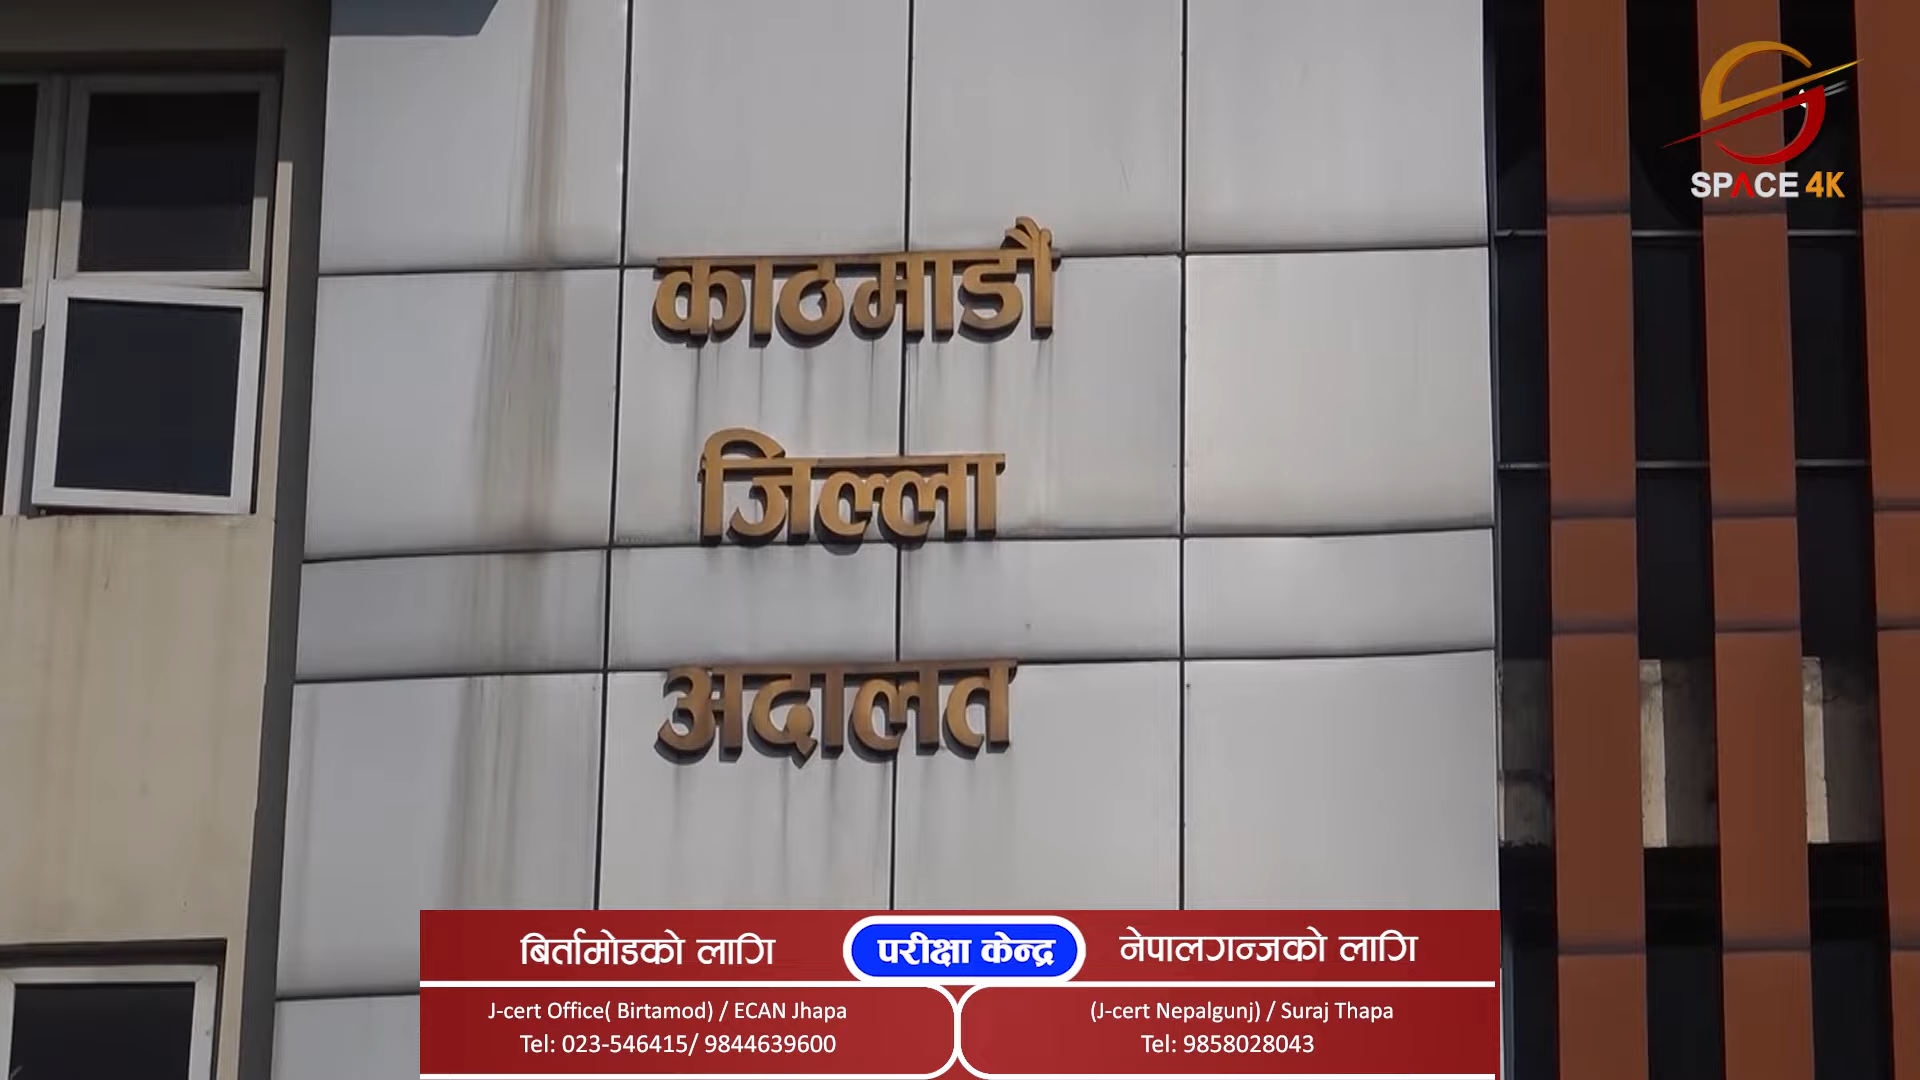 SPACE 4K
काठमाडौं
जिल्ला
अदालत
बिर्तामोडको लागि
परीक्षा केन्द्र
नेपालगन्जको लागि
J-cert Office( Birtamod) / ECAN Jhapa
Tel: 023-546415/ 9844639600
(J-cert Nepalgunj) / Suraj Thapa
Tel: 9858028043